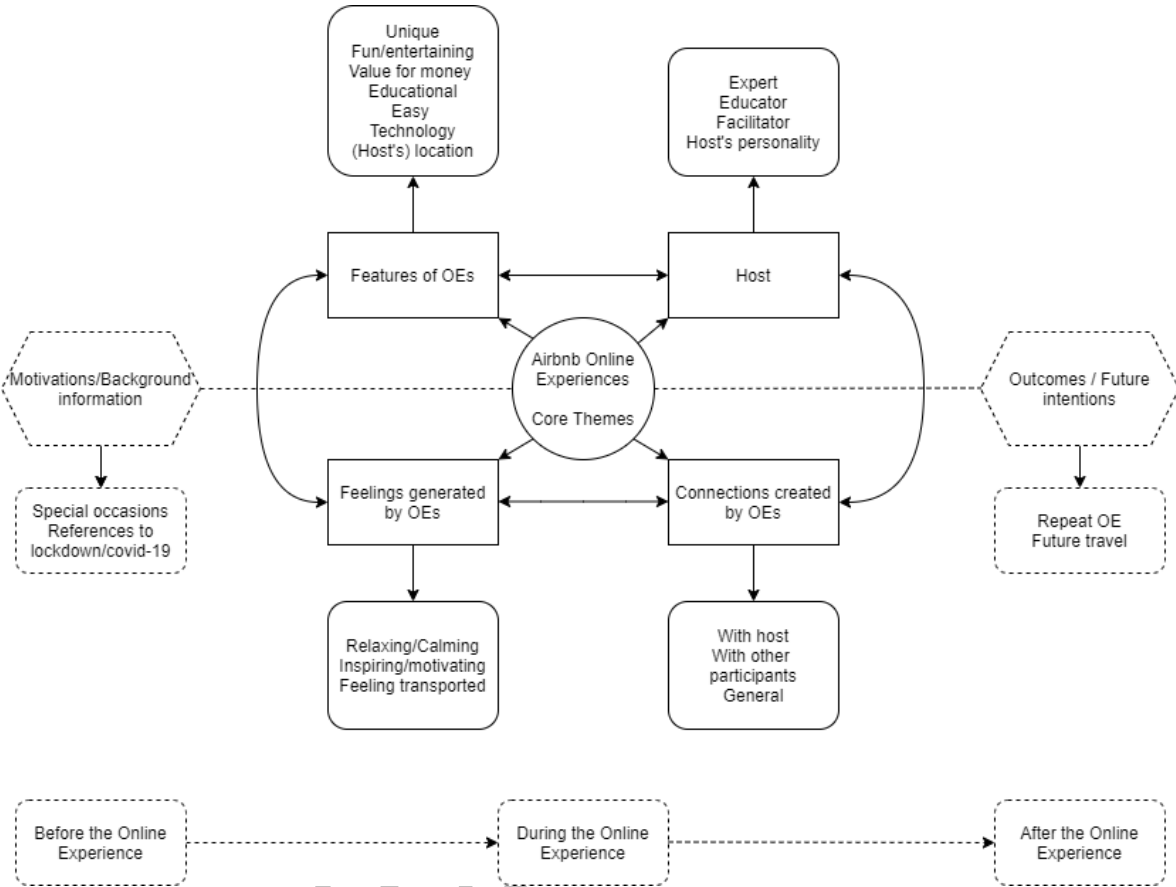 Unique
Fun/entertaining
Value for money
Educational
Easy
Technology
(Host's) location
Expert
Educator
Facilitator
Host's personality
Features of OEs
Host
Motivations/Background
information
Airbnb Online
Experiences
Core Themes
Outcomes / Future
intentions
Special occasions
References to
lockdown/covid-19
Feelings generated
by OEs
Connections created
by OEs
Repeat OE
Future travel
Relaxing/Calming
Inspiring/motivating
Feeling transported
With host
With other
participants
General
Before the Online
Experience
During the Online
Experience
After the Online
Experience